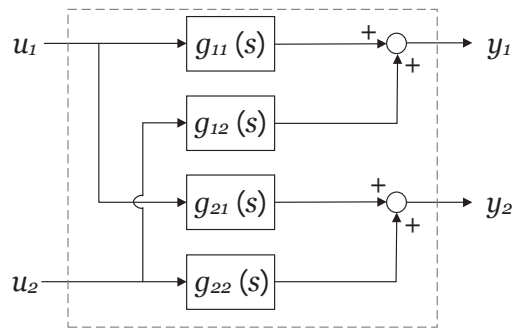 u₁ g₁₁ (s) + + y₁
g₁₂ (s)
g₂₁ (s) + + y₂
u₂ g₂₂ (s)